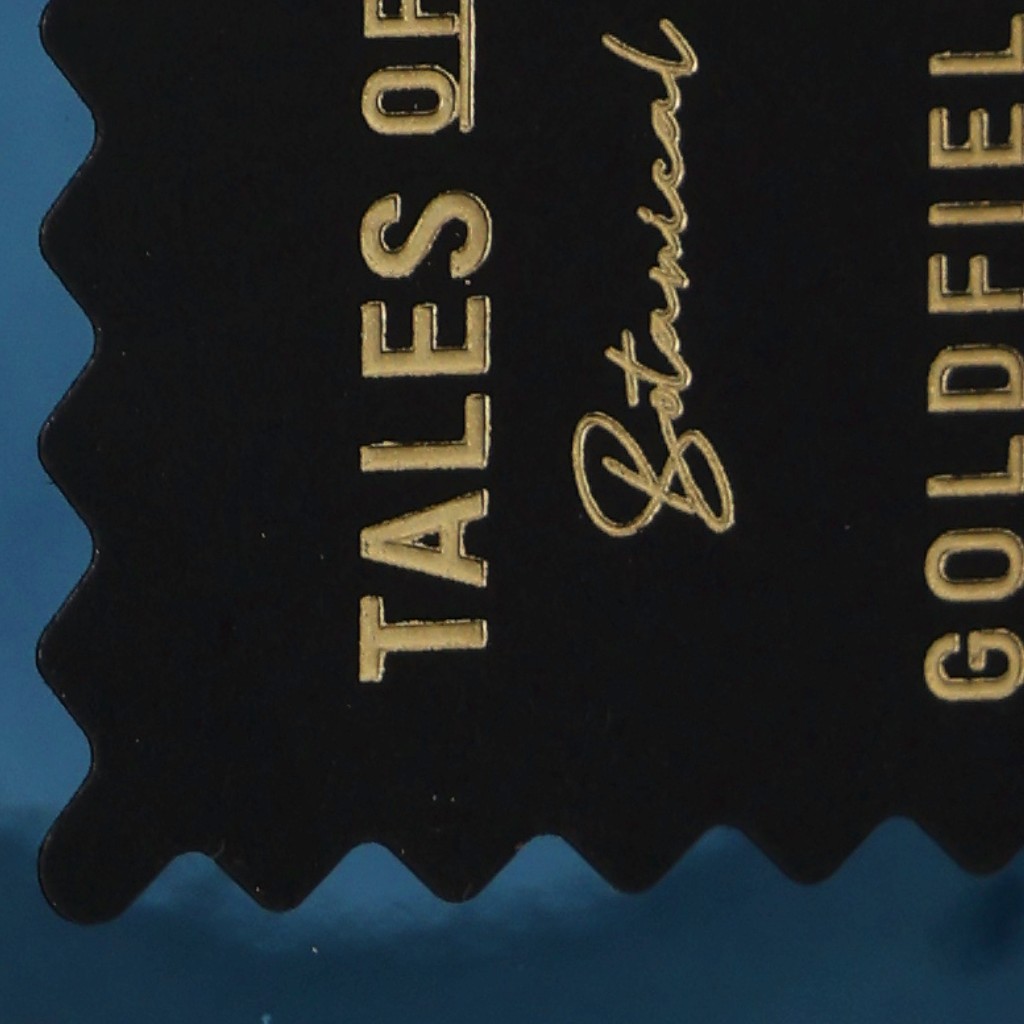 TALES OF
Botanical
GOLDFIEL